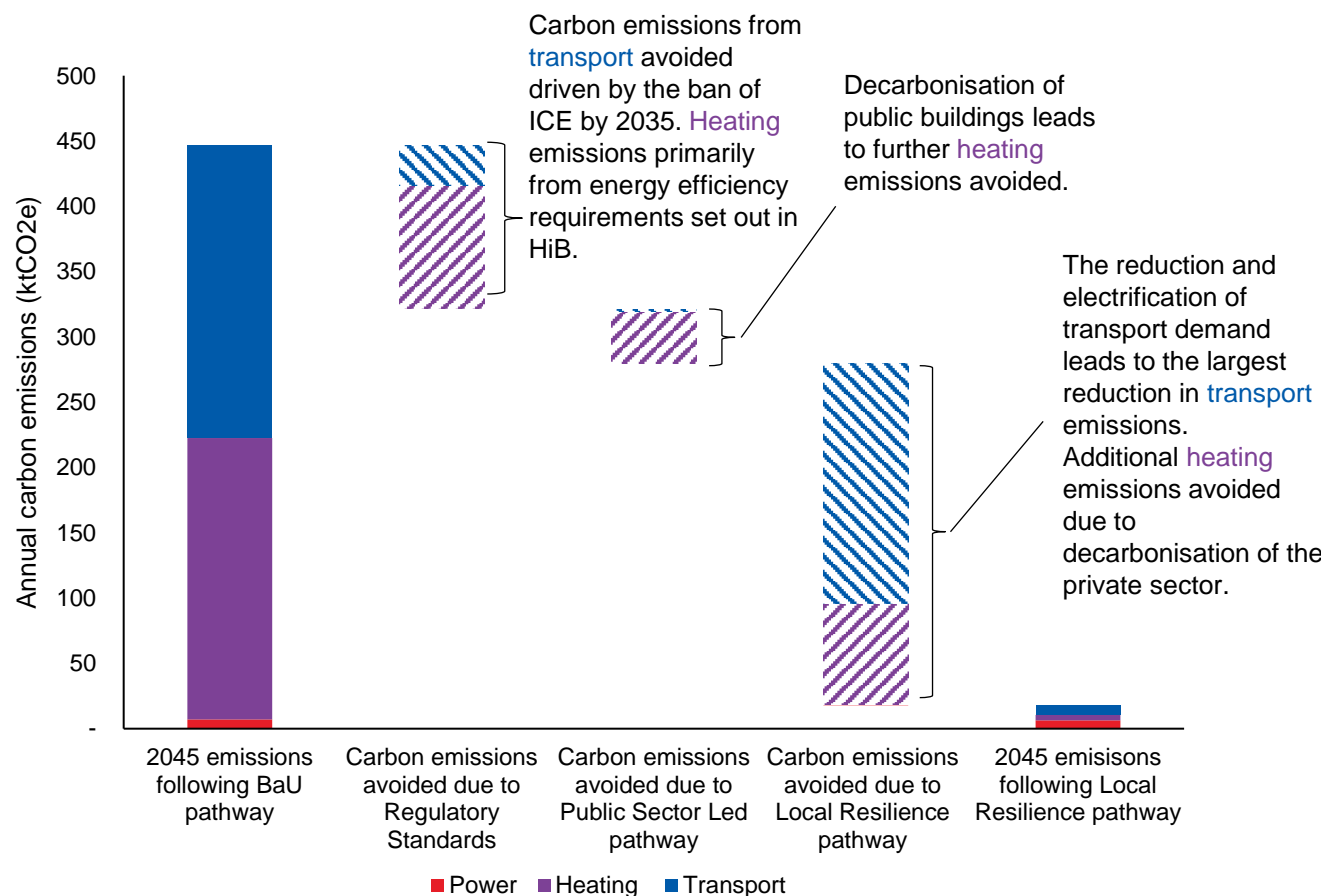 Carbon emissions from
transport avoided
driven by the ban of
ICE by 2035. Heating
emissions primarily
from energy efficiency
requirements set out in
HiB.
Decarbonisation of
public buildings leads
to further heating
emissions avoided.
The reduction and
electrification of
transport demand
leads to the largest
reduction in transport
emissions.
Additional heating
emissions avoided
due to
decarbonisation of the
private sector.
Annual carbon emissions (ktCO2e)
500
450
400
350
300
250
200
150
100
50
-
2045 emissions
following BaU
pathway
Carbon emissions
avoided due to
Regulatory
Standards
Carbon emissions
avoided due to
Public Sector Led
pathway
Carbon emissions
avoided due to
Local Resilience
pathway
2045 emisisons
following Local
Resilience pathway
Power
Heating
Transport